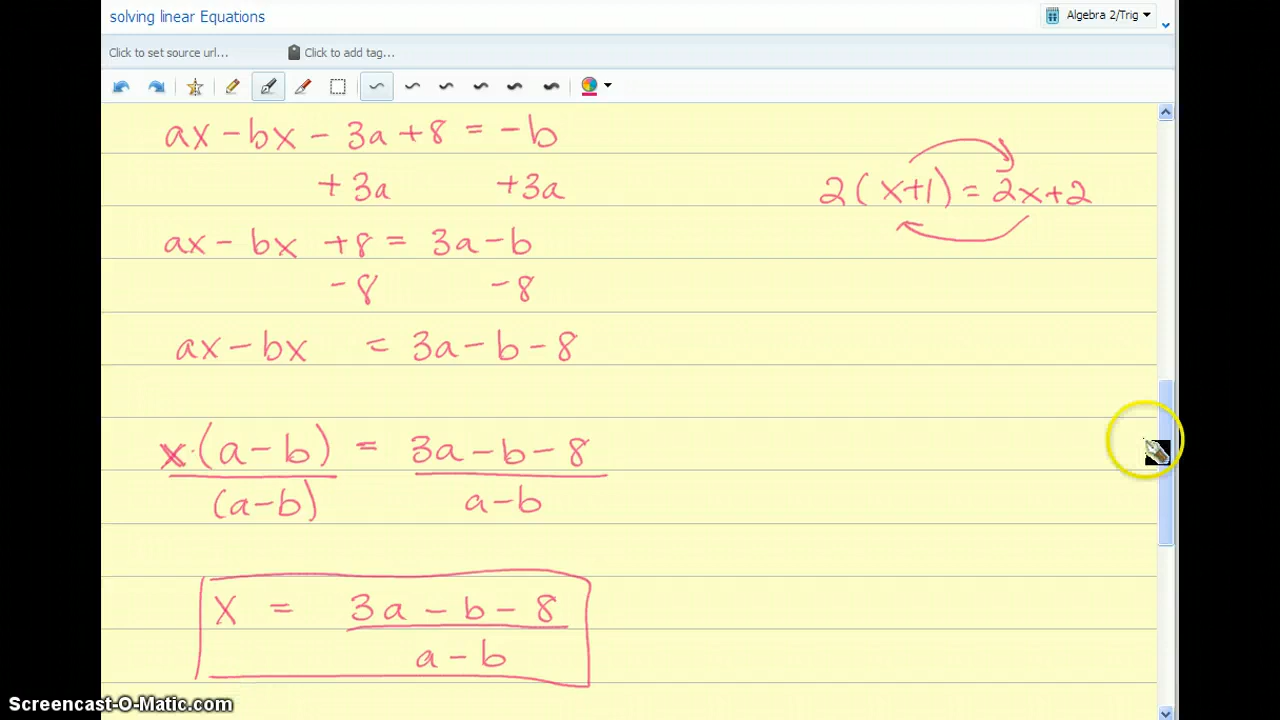 solving linear Equations
Algebra 2/Trig
Click to set source url...
Click to add tag...
ax - bx - 3a + 8 = -b
+ 3a +3a
2(x+1) = 2x+2
ax - bx + 8 = 3a - b
- 8 - 8
ax - bx = 3a - b - 8
x·(a - b) = 3a - b - 8
(a - b) a - b
X = 3a - b - 8
a - b
Screencast-O-Matic.com